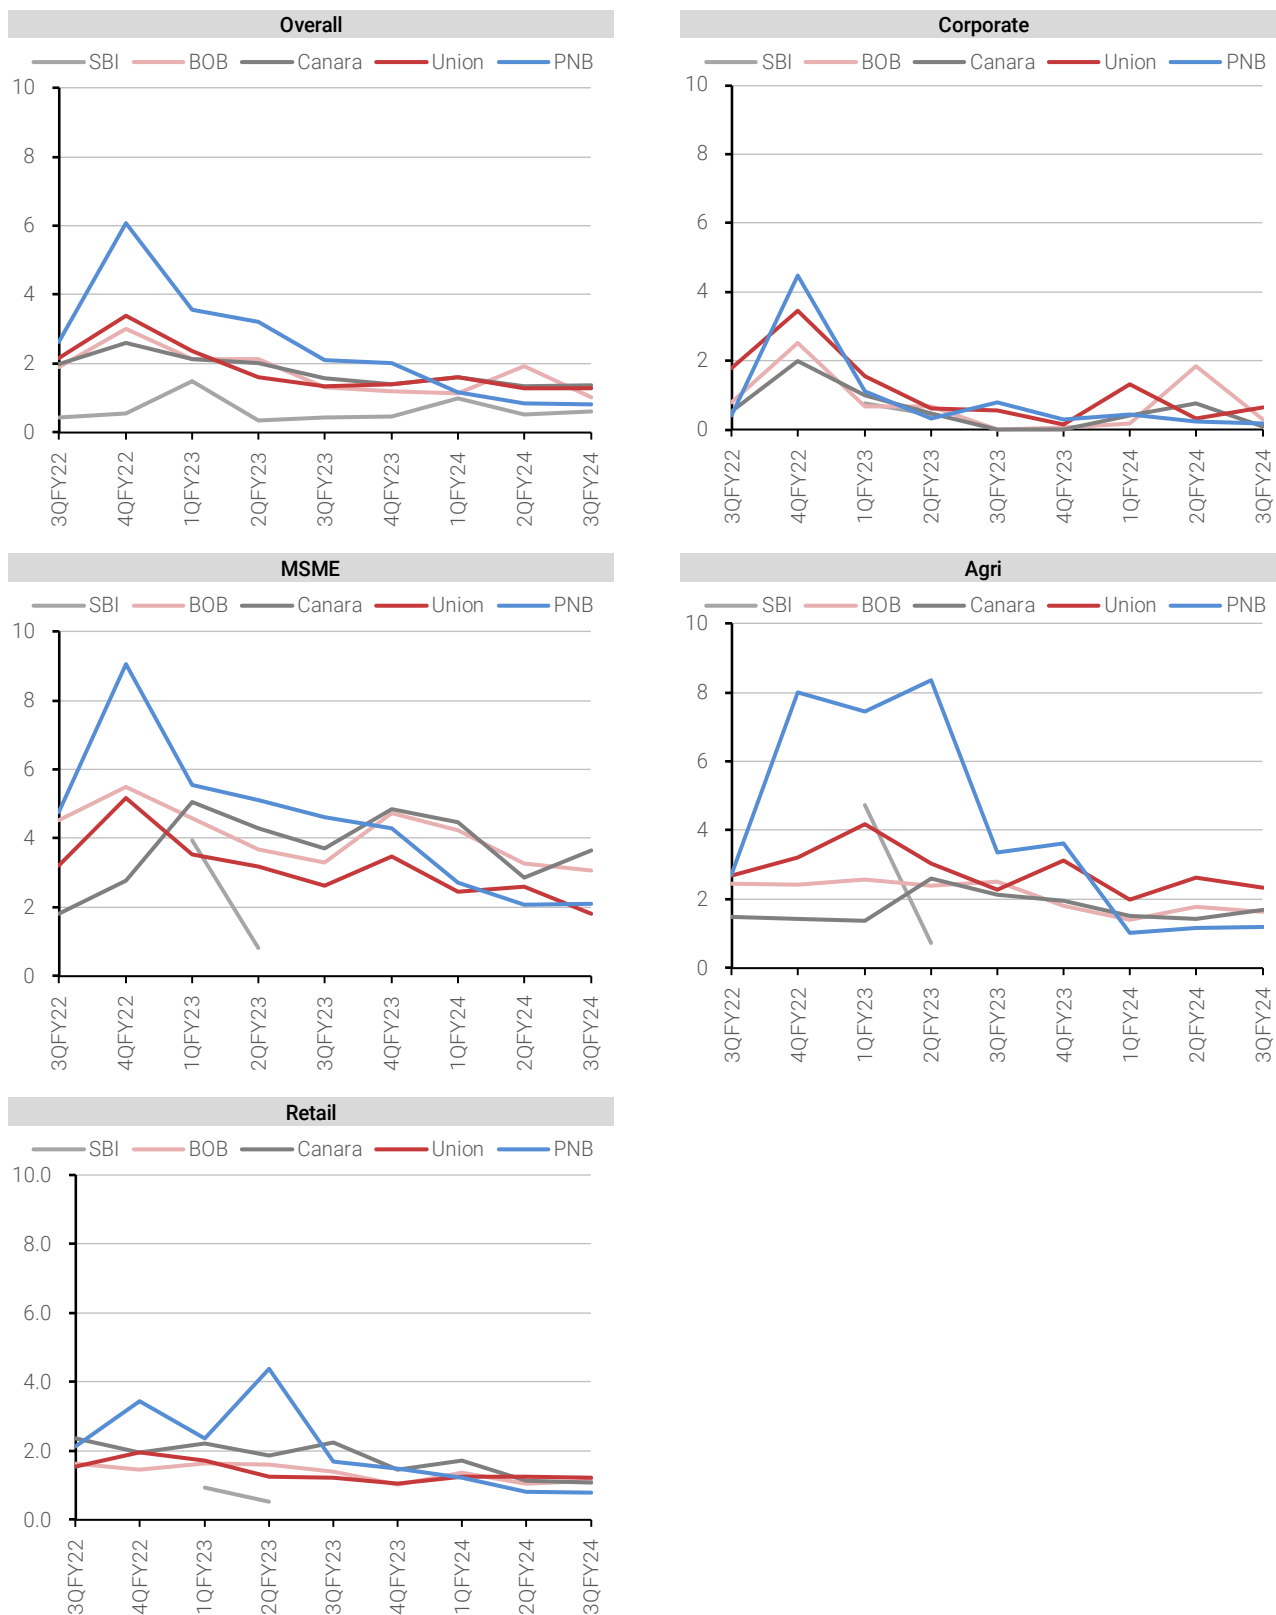 Overall
SBI BOB Canara Union PNB
10
8
6
4
2
0
3QFY22 4QFY22 1QFY23 2QFY23 3QFY23 4QFY23 1QFY24 2QFY24 3QFY24
Corporate
SBI BOB Canara Union PNB
10
8
6
4
2
0
3QFY22 4QFY22 1QFY23 2QFY23 3QFY23 4QFY23 1QFY24 2QFY24 3QFY24
MSME
SBI BOB Canara Union PNB
10
8
6
4
2
0
3QFY22 4QFY22 1QFY23 2QFY23 3QFY23 4QFY23 1QFY24 2QFY24 3QFY24
Agri
SBI BOB Canara Union PNB
10
8
6
4
2
0
3QFY22 4QFY22 1QFY23 2QFY23 3QFY23 4QFY23 1QFY24 2QFY24 3QFY24
Retail
SBI BOB Canara Union PNB
10.0
8.0
6.0
4.0
2.0
0.0
3QFY22 4QFY22 1QFY23 2QFY23 3QFY23 4QFY23 1QFY24 2QFY24 3QFY24